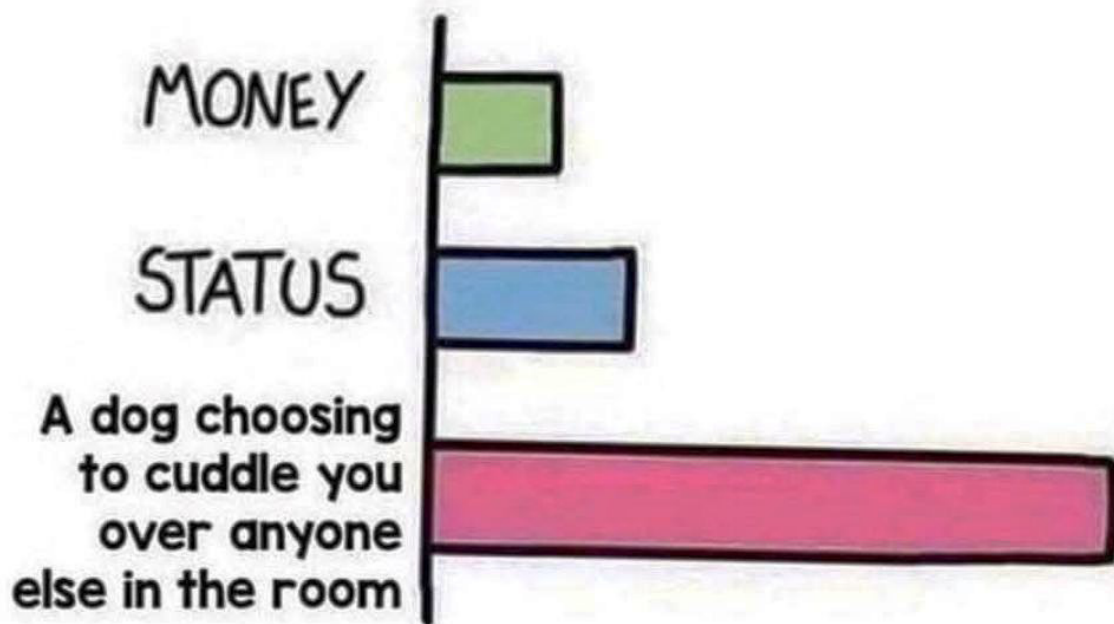 MONEY
STATUS
A dog choosing
to cuddle you
over anyone
else in the room